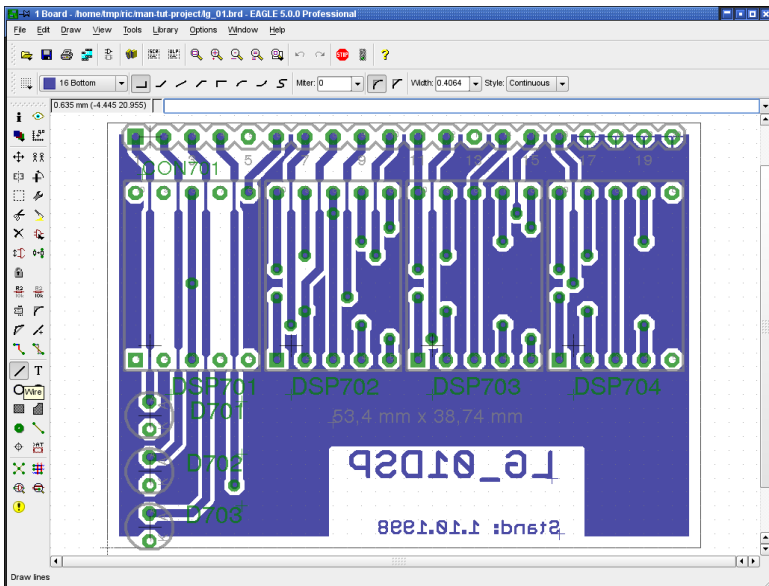 1 Board - /home/tmp/ric/man-tut-project/lg_01.brd - EAGLE 5.0.0 Professional
File Edit Draw View Tools Library Options Window Help
16 Bottom Miter: 0 Width: 0.4064 Style: Continuous
0.635 mm (-4.445 20.955)
5 7 9 13 15 17 19
CON701
DSP701 DSP702 DSP703 DSP704
Wire
D701
53,4 mm x 38,74 mm
D702
LG_01DSP
D703
Stand: 1.10.1998
Draw lines